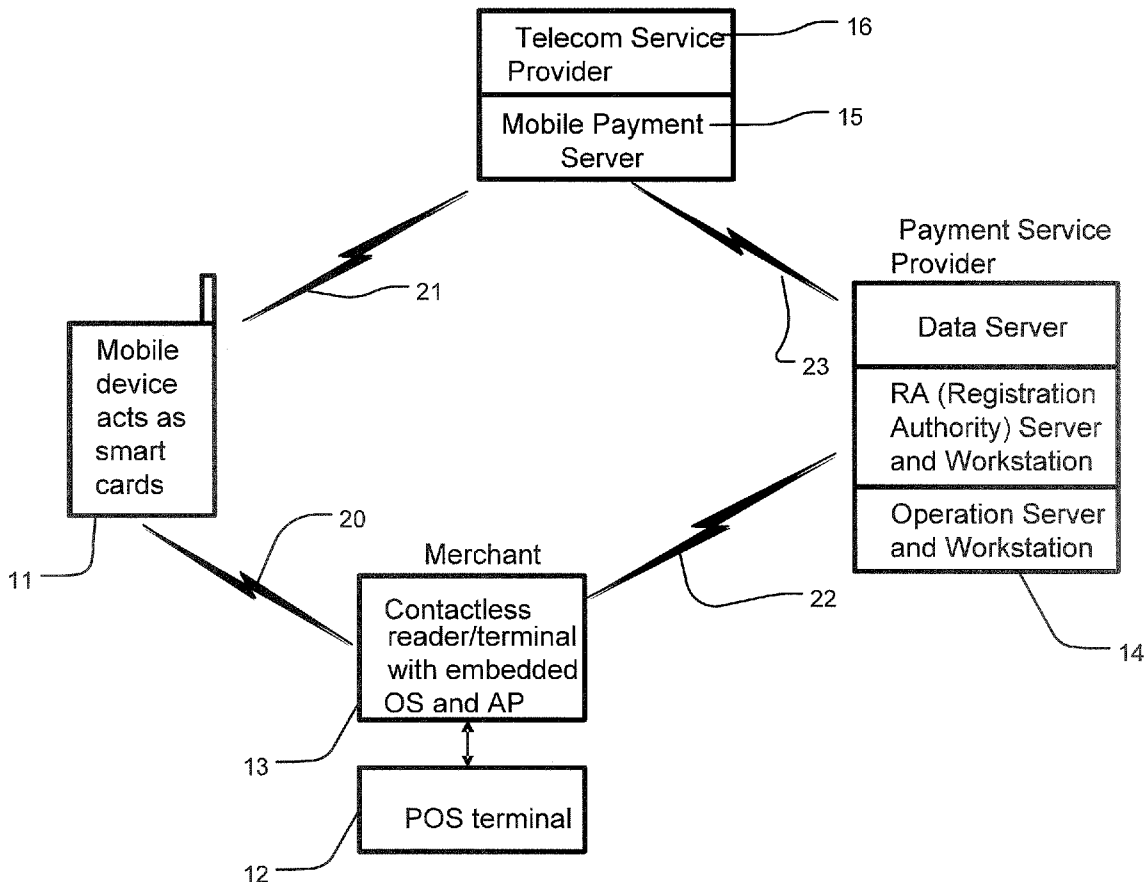 Telecom Service
Provider
16
Mobile Payment
Server
15
Payment Service
Provider
Data Server
RA (Registration
Authority) Server
and Workstation
Operation Server
and Workstation
14
21
23
Mobile
device
acts as
smart
cards
11
20
22
Merchant
Contactless
reader/terminal
with embedded
OS and AP
13
POS terminal
12